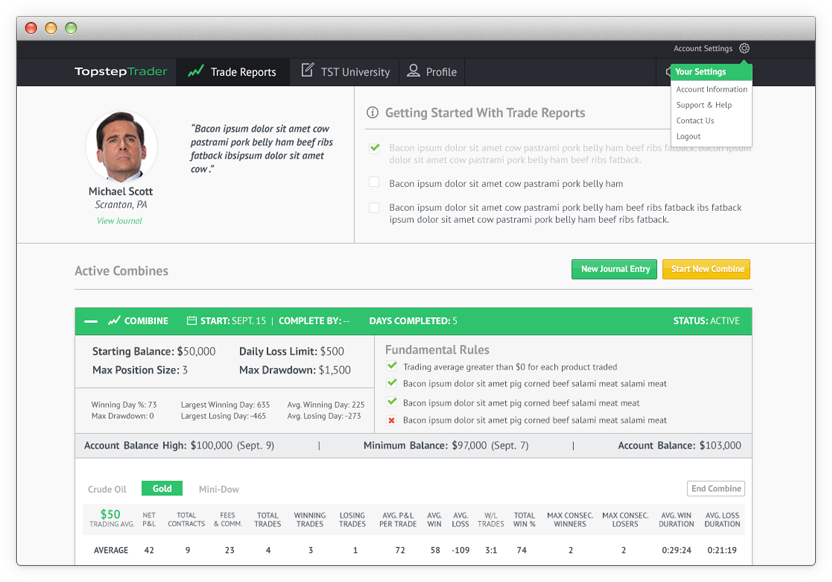 Account Settings
TopstepTrader
Trade Reports
TST University
Profile
Your Settings
Account Information
Support & Help
Contact Us
Logout
"Bacon ipsum dolor sit amet cow
pastrami pork belly ham beef ribs
fatback ibsipsum dolor sit amet
cow ."
Michael Scott
Scranton, PA
View Journal
Getting Started With Trade Reports
Bacon ipsum dolor sit amet cow pastrami pork belly ham beef ribs fatback. Bacon ipsum
dolor sit amet cow pastrami pork belly ham beef ribs fatback.
Bacon ipsum dolor sit amet cow pastrami pork belly ham
Bacon ipsum dolor sit amet cow pastrami pork belly ham beef ribs fatback ibs fatback
ipsum dolor sit amet cow pastrami pork belly ham beef ribs fatback.
Active Combines
New Journal Entry
Start New Combine
COMIBINE START: SEPT. 15 | COMPLETE BY: -- DAYS COMPLETED: 5 STATUS: ACTIVE
Starting Balance: $50,000 Daily Loss Limit: $500
Max Position Size: 3 Max Drawdown: $1,500
Winning Day %: 73 Largest Winning Day: 635 Avg. Winning Day: 225
Max Drawdown: 0 Largest Losing Day: -465 Avg. Losing Day: -273
Fundamental Rules
Trading average greater than $0 for each product traded
Bacon ipsum dolor sit amet pig corned beef salami meat salami meat
Bacon ipsum dolor sit amet pig corned beef salami meat meat
Bacon ipsum dolor sit amet pig corned beef salami meat salami meat
Account Balance High: $100,000 (Sept. 9) | Minimum Balance: $97,000 (Sept. 7) | Account Balance: $103,000
Crude Oil Gold Mini-Dow End Combine
$50
TRADING AVG.
NET
P&L
TOTAL
CONTRACTS
FEES
& COMM.
TOTAL
TRADES
WINNING
TRADES
LOSING
TRADES
AVG. P&L
PER TRADE
AVG.
WIN
AVG.
LOSS
W/L
TRADES
TOTAL
WIN %
MAX CONSEC.
WINNERS
MAX CONSEC.
LOSERS
AVG. WIN
DURATION
AVG. LOSS
DURATION
AVERAGE 42 9 23 4 3 1 72 58 -109 3:1 74 2 2 0:29:24 0:21:19